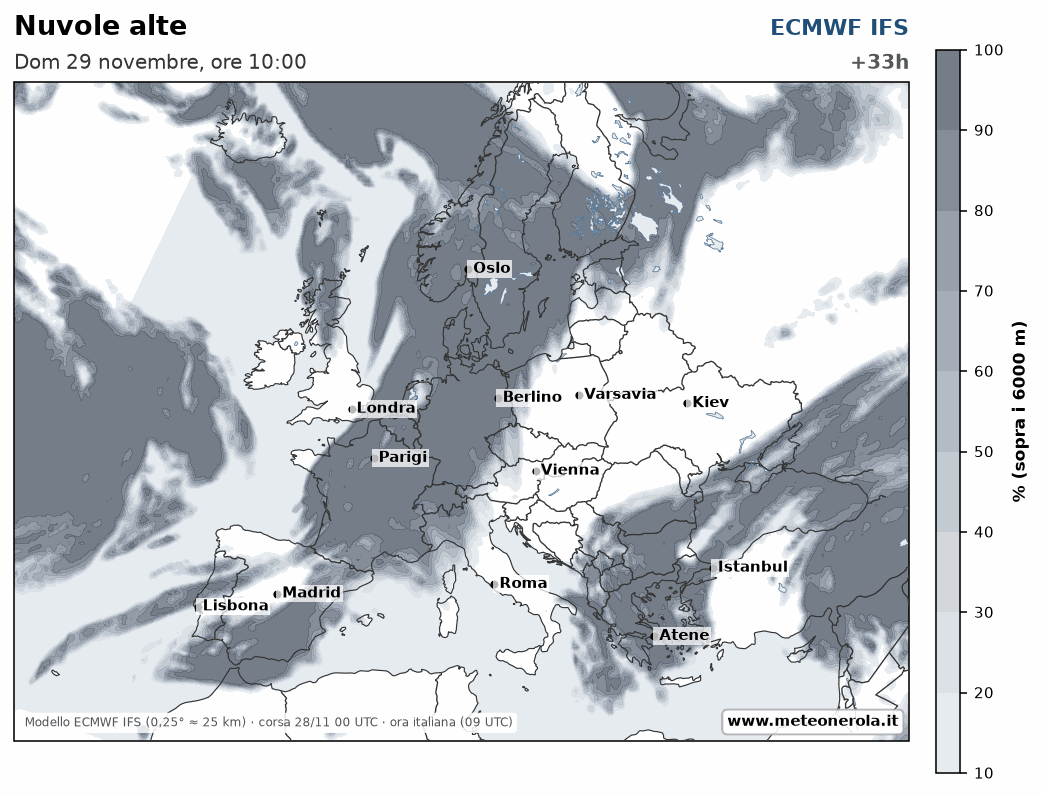 Nuvole alte
ECMWF IFS
Dom 29 novembre, ore 10:00
+33h
100
90
80
70
60
50
40
30
20
10
% (sopra i 6000 m)
Oslo
Berlino
Varsavia
Kiev
Londra
Parigi
Vienna
Istanbul
Roma
Madrid
Lisbona
Atene
Modello ECMWF IFS (0,25° ≈ 25 km) · corsa 28/11 00 UTC · ora italiana (09 UTC)
www.meteonerola.it